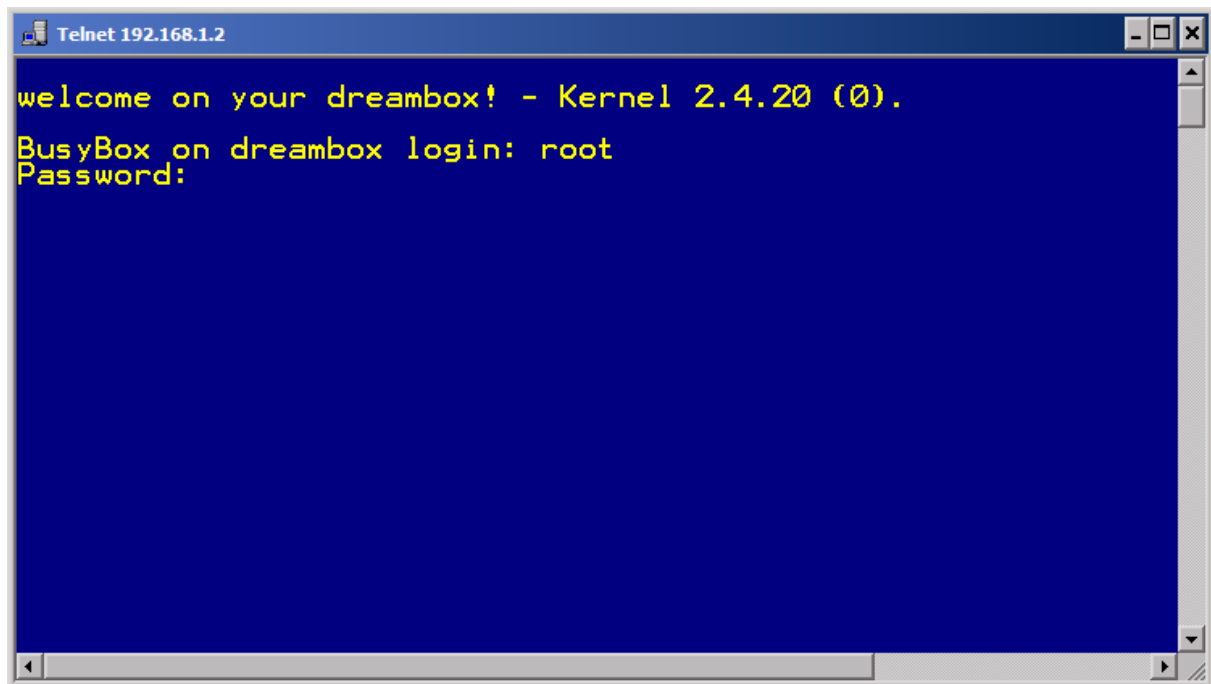 Telnet 192.168.1.2
welcome on your dreambox! - Kernel 2.4.20 (0).
BusyBox on dreambox login: root
Password: